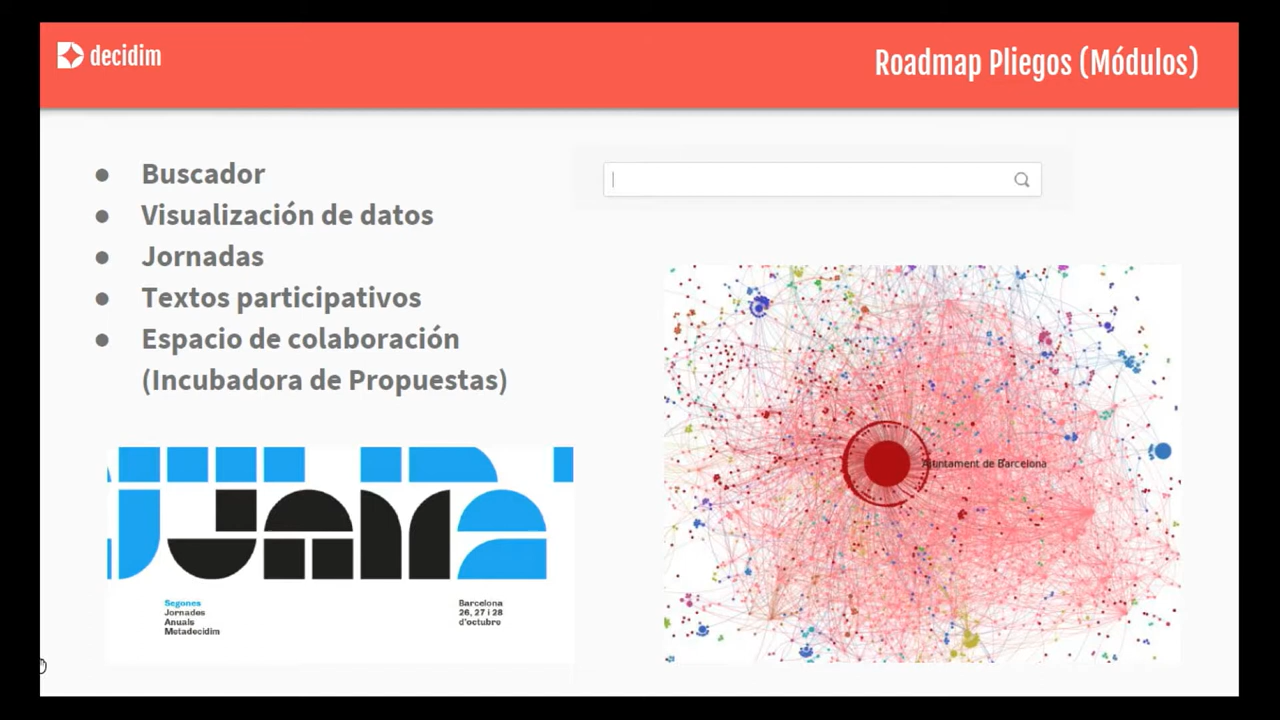 decidim
Roadmap Pliegos (Módulos)
● Buscador
● Visualización de datos
● Jornadas
● Textos participativos
● Espacio de colaboración
(Incubadora de Propuestas)
Ajuntament de Barcelona
Segones
Jornades
Anuals
Metadecidim
Barcelona
26, 27 i 28
d'octubre